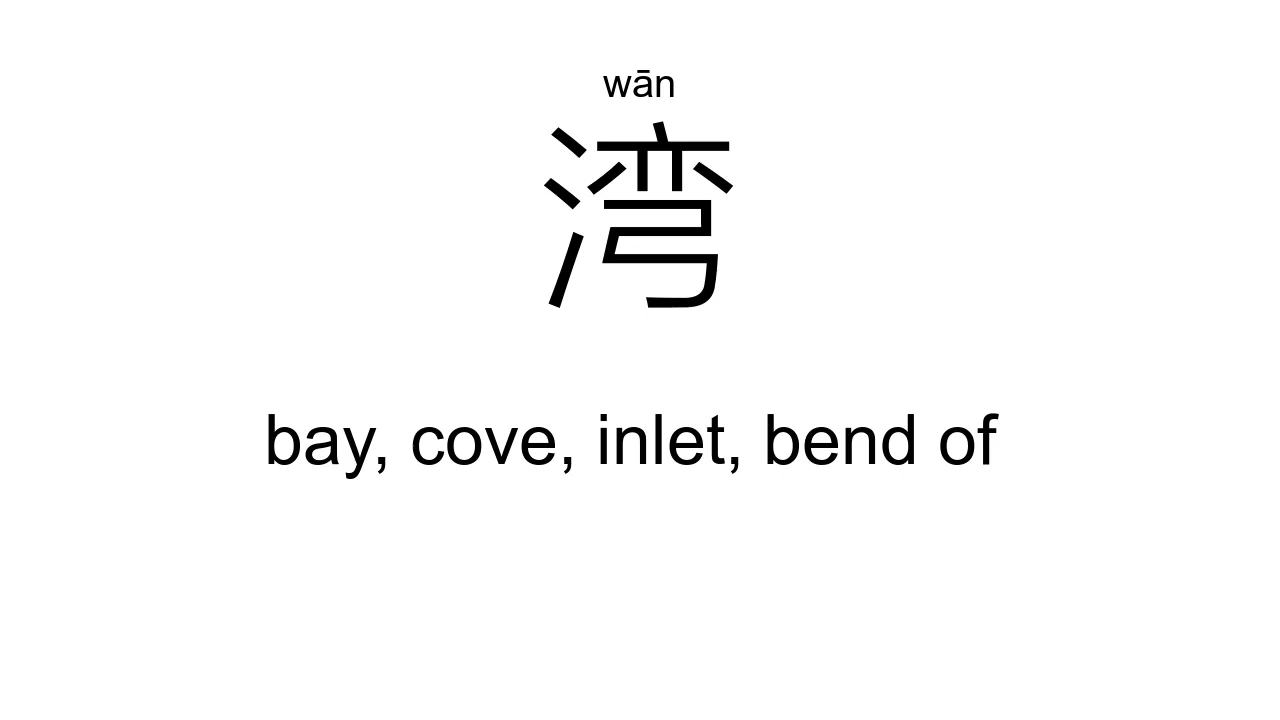 wān
湾
bay, cove, inlet, bend of